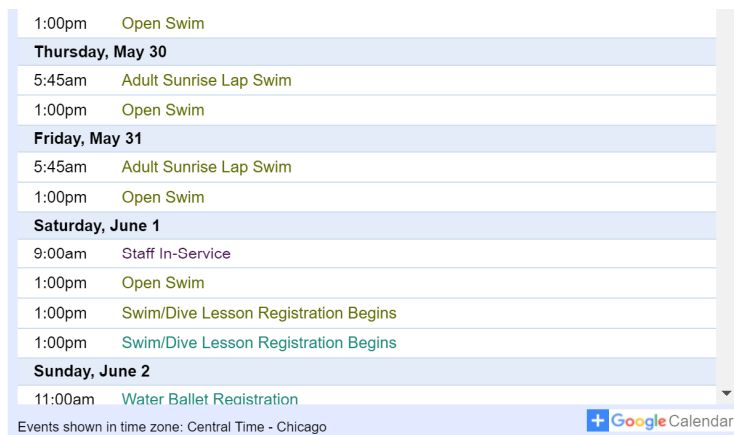 1:00pm Open Swim
Thursday, May 30
5:45am Adult Sunrise Lap Swim
1:00pm Open Swim
Friday, May 31
5:45am Adult Sunrise Lap Swim
1:00pm Open Swim
Saturday, June 1
9:00am Staff In-Service
1:00pm Open Swim
1:00pm Swim/Dive Lesson Registration Begins
1:00pm Swim/Dive Lesson Registration Begins
Sunday, June 2
11:00am Water Ballet Registration
Events shown in time zone: Central Time - Chicago
Google Calendar